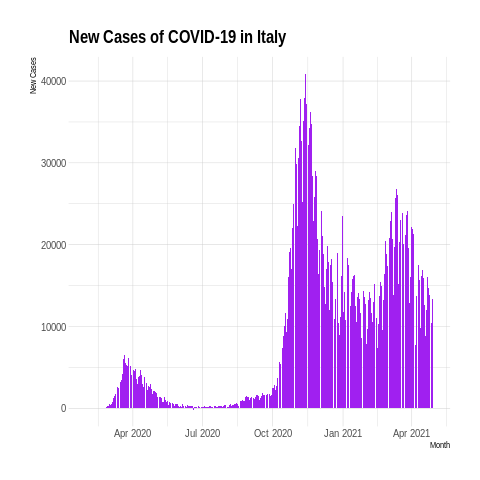 New Cases of COVID-19 in Italy
New Cases
40000
30000
20000
10000
0
Apr 2020 Jul 2020 Oct 2020 Jan 2021 Apr 2021
Month